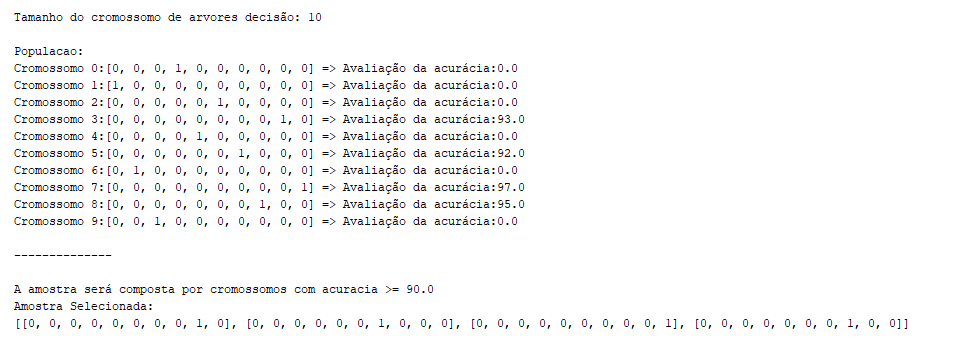 Tamanho do cromossomo de arvores decisão: 10
Populacao:
Cromossomo 0:[0, 0, 0, 1, 0, 0, 0, 0, 0, 0] => Avaliação da acurácia:0.0
Cromossomo 1:[1, 0, 0, 0, 0, 0, 0, 0, 0, 0] => Avaliação da acurácia:0.0
Cromossomo 2:[0, 0, 0, 0, 0, 1, 0, 0, 0, 0] => Avaliação da acurácia:0.0
Cromossomo 3:[0, 0, 0, 0, 0, 0, 0, 0, 1, 0] => Avaliação da acurácia:93.0
Cromossomo 4:[0, 0, 0, 0, 1, 0, 0, 0, 0, 0] => Avaliação da acurácia:0.0
Cromossomo 5:[0, 0, 0, 0, 0, 0, 1, 0, 0, 0] => Avaliação da acurácia:92.0
Cromossomo 6:[0, 1, 0, 0, 0, 0, 0, 0, 0, 0] => Avaliação da acurácia:0.0
Cromossomo 7:[0, 0, 0, 0, 0, 0, 0, 0, 0, 1] => Avaliação da acurácia:97.0
Cromossomo 8:[0, 0, 0, 0, 0, 0, 0, 1, 0, 0] => Avaliação da acurácia:95.0
Cromossomo 9:[0, 0, 1, 0, 0, 0, 0, 0, 0, 0] => Avaliação da acurácia:0.0
--------------
A amostra será composta por cromossomos com acuracia >= 90.0
Amostra Selecionada:
[[0, 0, 0, 0, 0, 0, 0, 0, 1, 0], [0, 0, 0, 0, 0, 0, 1, 0, 0, 0], [0, 0, 0, 0, 0, 0, 0, 0, 0, 1], [0, 0, 0, 0, 0, 0, 0, 1, 0, 0]]